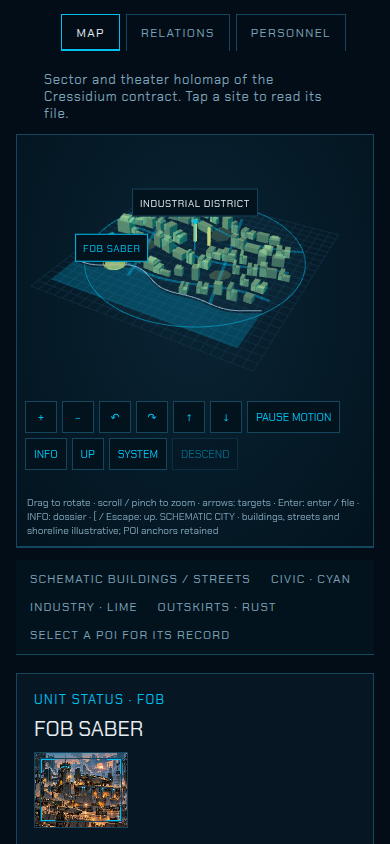 MAP
RELATIONS
PERSONNEL
Sector and theater holomap of the
Cressidium contract. Tap a site to read its
file.
INDUSTRIAL DISTRICT
FOB SABER
+
−
↶
↷
↑
↓
PAUSE MOTION
INFO
UP
SYSTEM
DESCEND
Drag to rotate · scroll / pinch to zoom · arrows: targets · Enter: enter / file ·
INFO: dossier · [ / Escape: up. SCHEMATIC CITY · buildings, streets and
shoreline illustrative; POI anchors retained
SCHEMATIC BUILDINGS / STREETS
CIVIC · CYAN
INDUSTRY · LIME
OUTSKIRTS · RUST
SELECT A POI FOR ITS RECORD
UNIT STATUS · FOB
FOB SABER